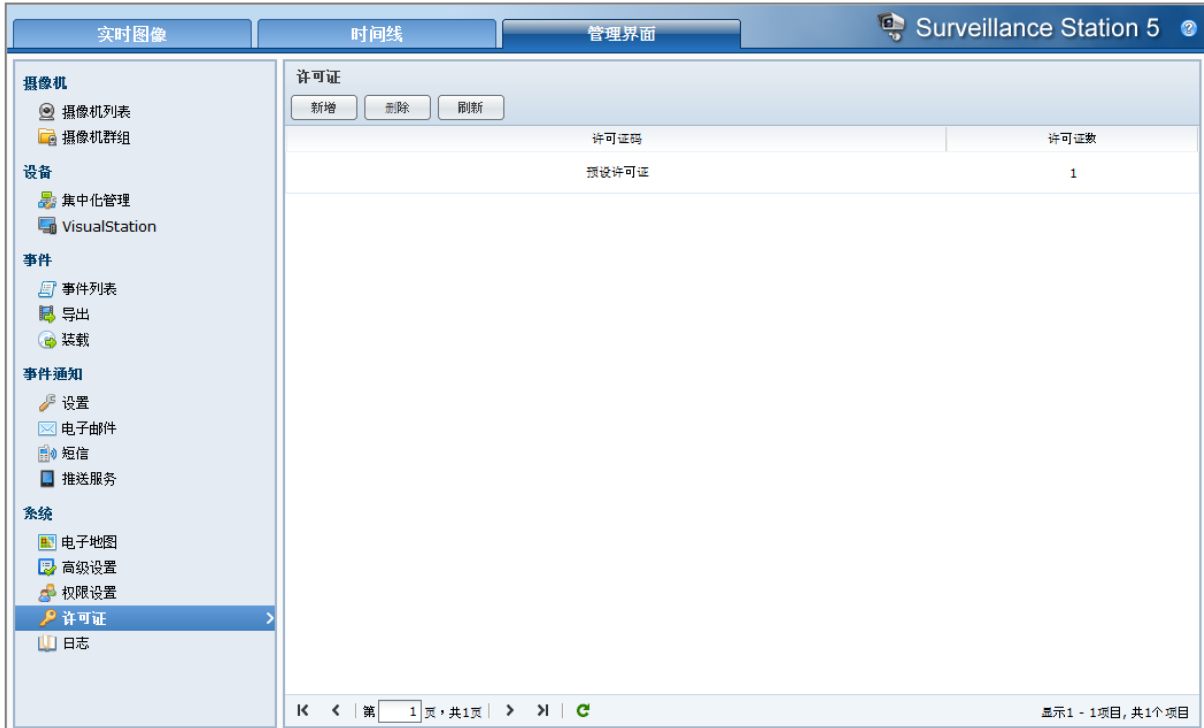 实时图像
时间线
管理界面
Surveillance Station 5
?
摄像机
摄像机列表
摄像机群组
设备
集中化管理
VisualStation
事件
事件列表
导出
装载
事件通知
设置
电子邮件
短信
推送服务
系统
电子地图
高级设置
权限设置
许可证
日志
许可证
新增 删除 刷新
许可证码 许可证数
预设许可证 1
第 1 页，共1页
显示1 - 1项目, 共1个项目